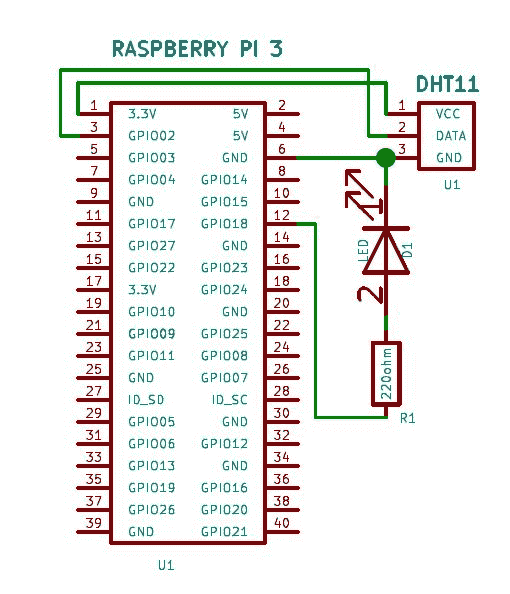 RASPBERRY PI 3
DHT11
1 3.3V 5V 2
3 GPIO02 5V 4
5 GPIO03 GND 6
7 GPIO04 GPIO14 8
9 GND GPIO15 10
11 GPIO17 GPIO18 12
13 GPIO27 GND 14
15 GPIO22 GPIO23 16
17 3.3V GPIO24 18
19 GPIO10 GND 20
21 GPIO09 GPIO25 22
23 GPIO11 GPIO08 24
25 GND GPIO07 26
27 ID_SD ID_SC 28
29 GPIO05 GND 30
31 GPIO06 GPIO12 32
33 GPIO13 GND 34
35 GPIO19 GPIO16 36
37 GPIO26 GPIO20 38
39 GND GPIO21 40
U1
1 VCC
2 DATA
3 GND
U1
1
LED
D1
2
220ohm
R1